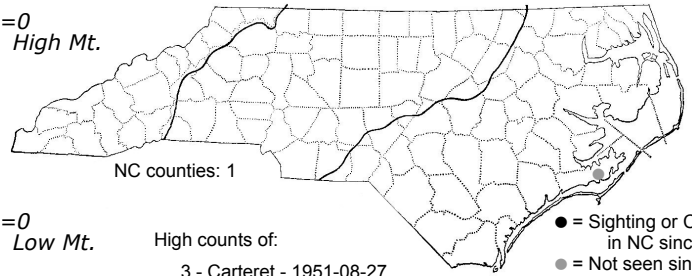 =0
High Mt.
NC counties: 1
=0
Low Mt.
High counts of:
3 - Carteret - 1951-08-27
= Sighting or C
in NC sinc
= Not seen sin